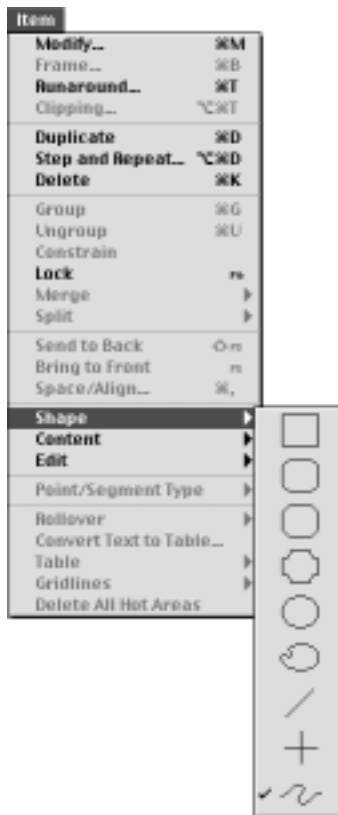 Item
Modify... ⌘M
Frame... ⌘B
Runaround... ⌘T
Clipping... ⌥⌘T
Duplicate ⌘D
Step and Repeat... ⌥⌘D
Delete ⌘K
Group ⌘G
Ungroup ⌘U
Constrain
Lock F6
Merge
Split
Send to Back
Bring to Front
Space/Align... ⌘,
Shape
Content
Edit
Point/Segment Type
Rollover
Convert Text to Table...
Table
Gridlines
Delete All Hot Areas